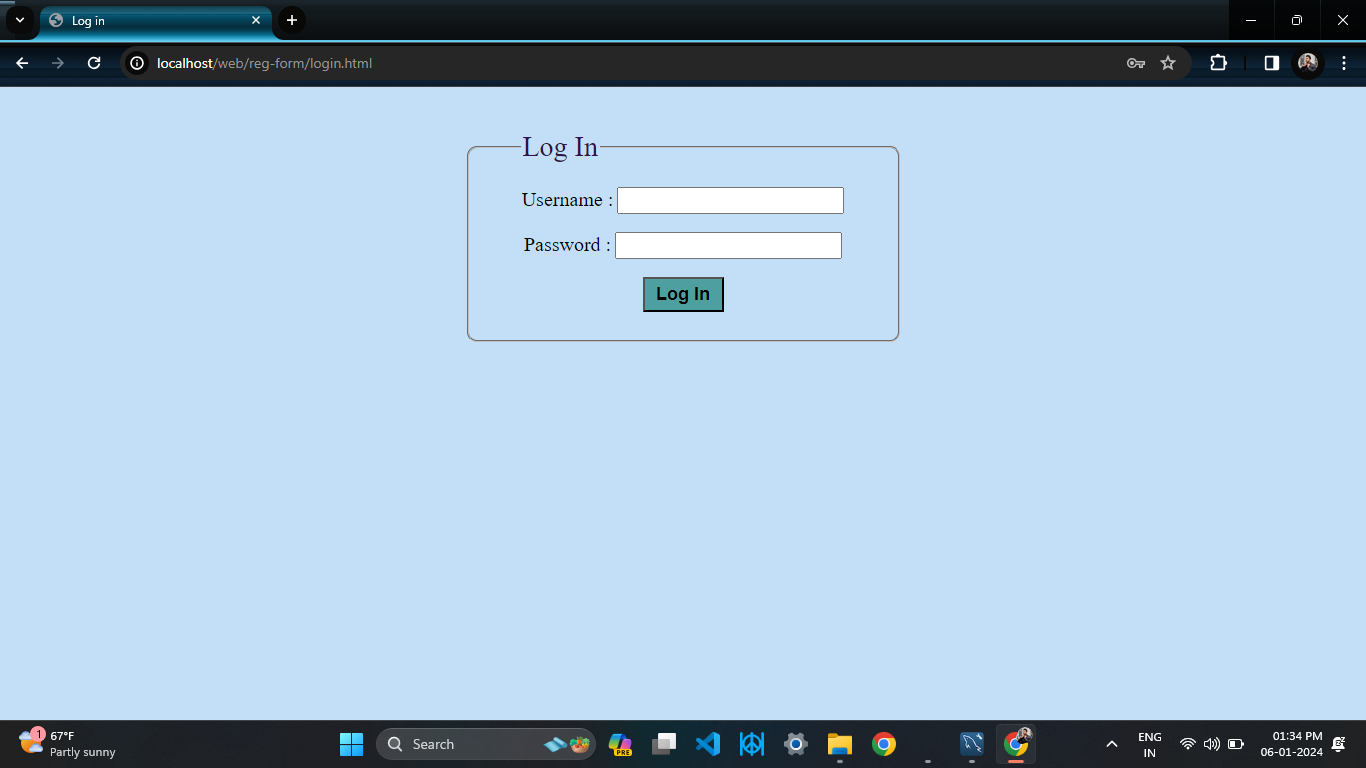 Log in
localhost/web/reg-form/login.html
Log In
Username :
Password :
Log In
1
67°F
Partly sunny
Search
PRE
ENG
IN
01:34 PM
06-01-2024